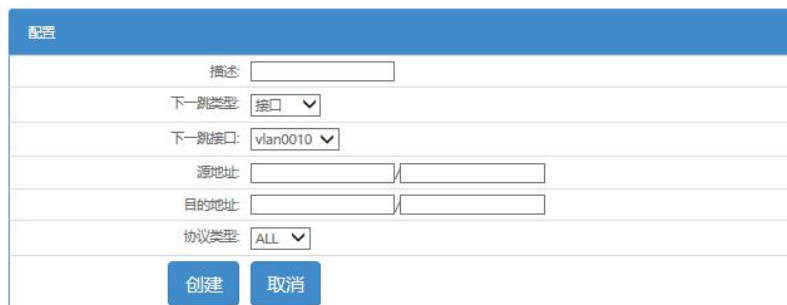 配置
描述:
下一跳类型: 接口
下一跳接口: vlan0010
源地址: /
目的地址: /
协议类型: ALL
创建 取消